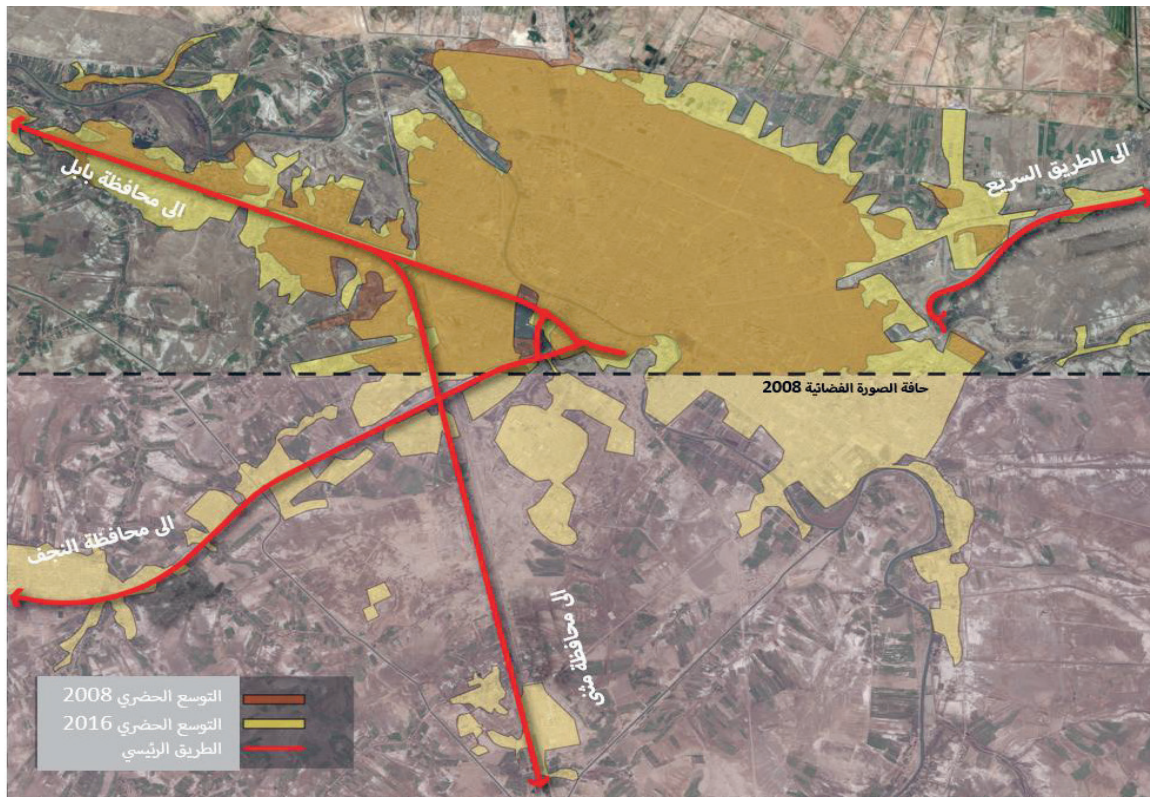 الى الطريق السريع
الى محافظة بابل
حافة الصورة الفضائية 2008
الى محافظة النجف
الى محافظة مثنى
التوسع الحضري 2008
التوسع الحضري 2016
الطريق الرئيسي